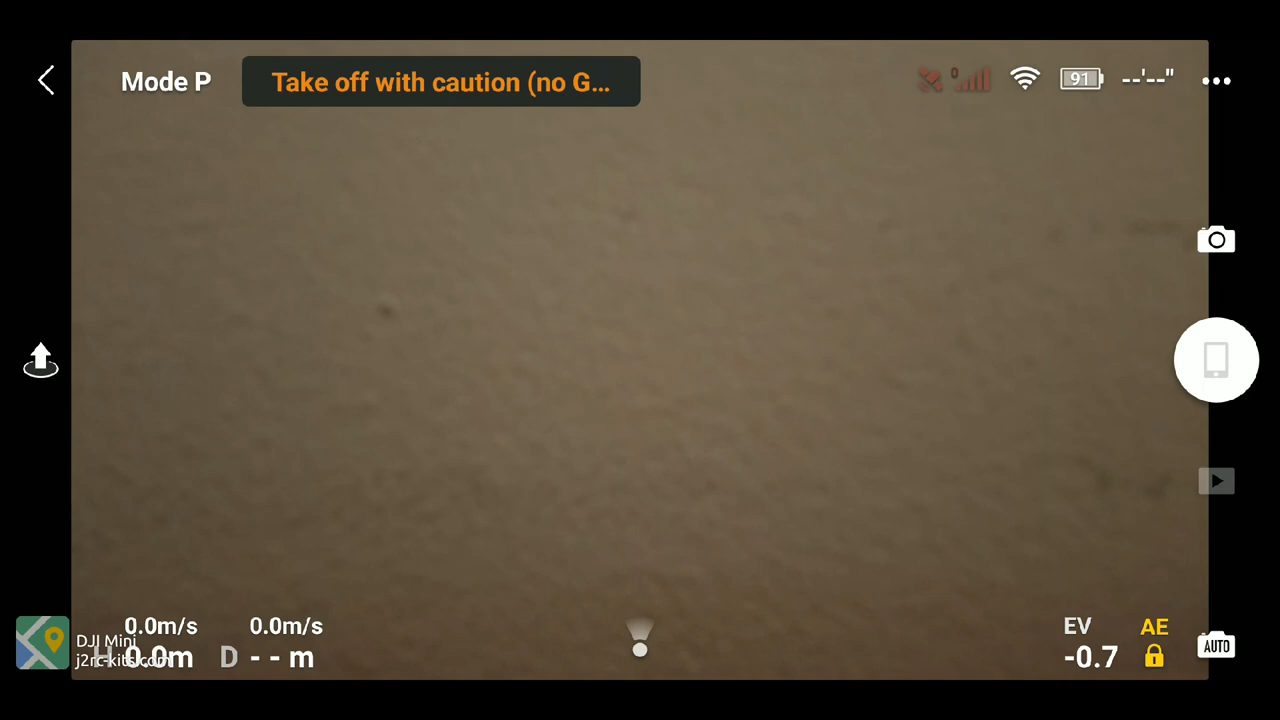 Mode P
Take off with caution (no G...
0
91
--'--"
0.0m/s
0.0m/s
DJI Mini
j2rc-kits.com
H 0.0m
D - - m
EV
-0.7
AE
AUTO